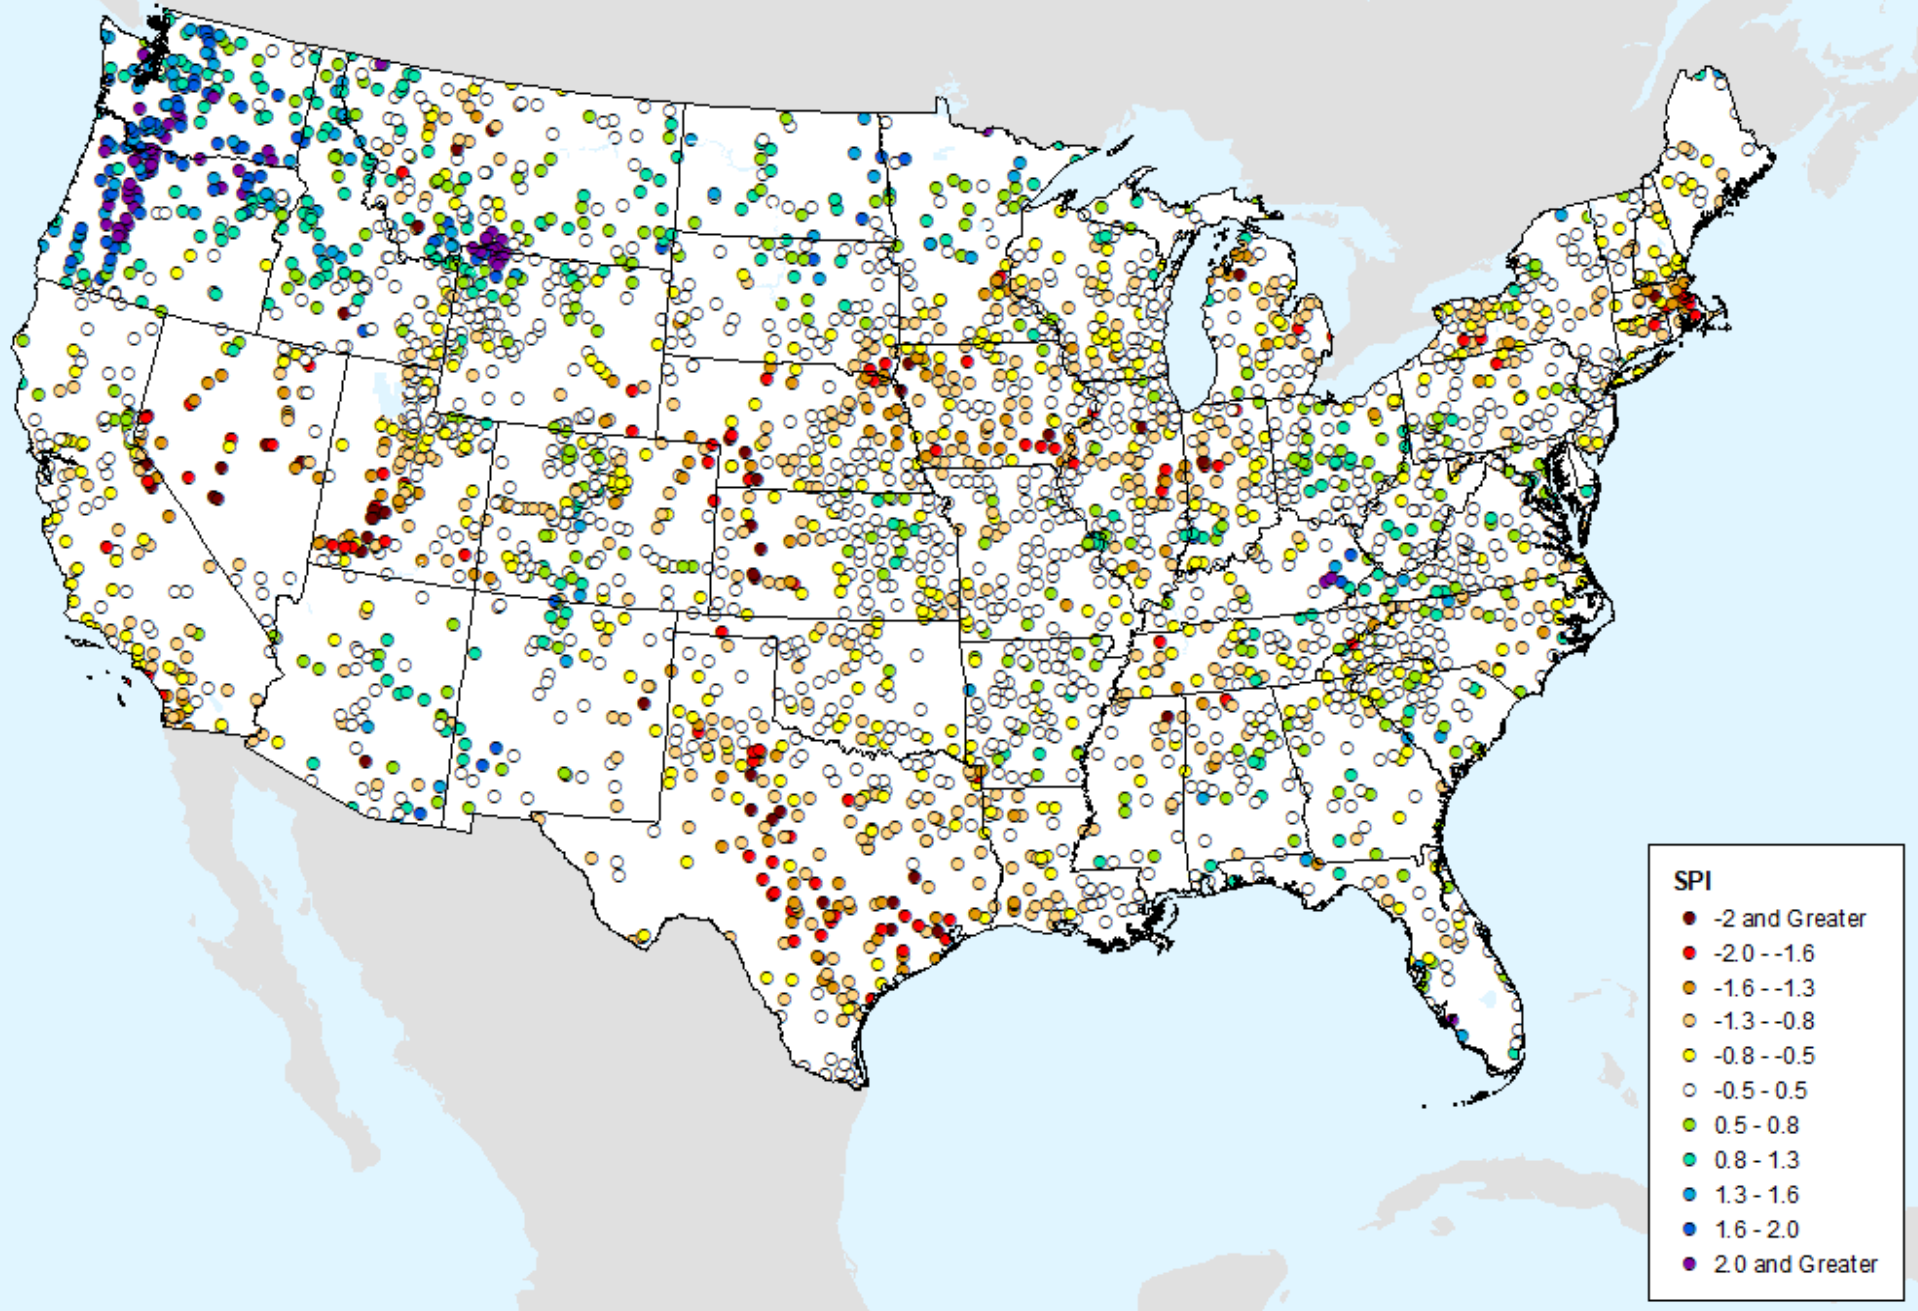 SPI
-2 and Greater
-2.0 - -1.6
-1.6 - -1.3
-1.3 - -0.8
-0.8 - -0.5
-0.5 - 0.5
0.5 - 0.8
0.8 - 1.3
1.3 - 1.6
1.6 - 2.0
2.0 and Greater